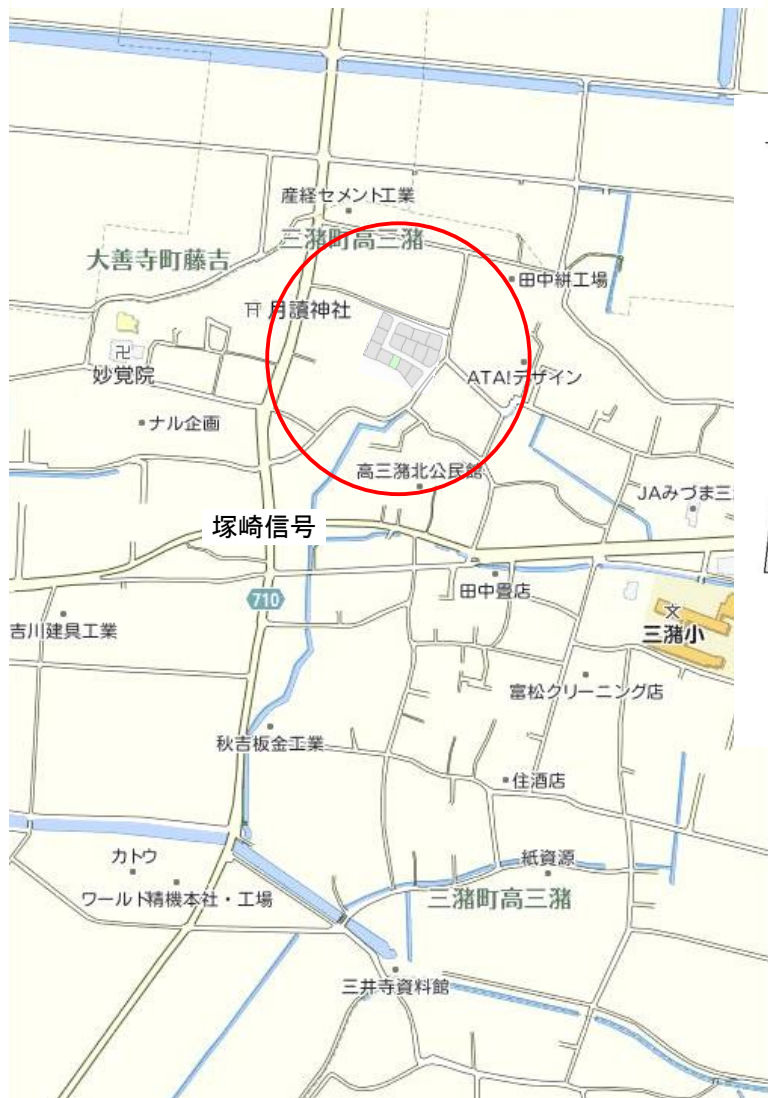 産経セメント工業
三潴町高三潴
大善寺町藤吉
田中絣工場
月讀神社
卍
妙覚院
ATA!デザイン
ナル企画
高三潴北公民館
JAみづま三
塚崎信号
田中畳店
710
文
吉川建具工業
三潴小
富松クリーニング店
秋吉板金工業
住酒店
カトウ
紙資源
ワールド精機本社・工場
三潴町高三潴
三井寺資料館